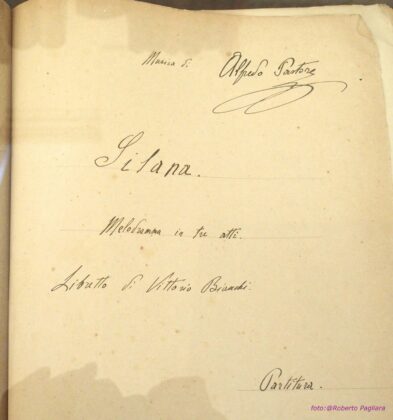 Musica di Alfredo Pastore
Silana.
Melodramma in tre atti.
Libretto di Vittorio Bianchi.
Partitura.
foto:@Roberto Pagliara